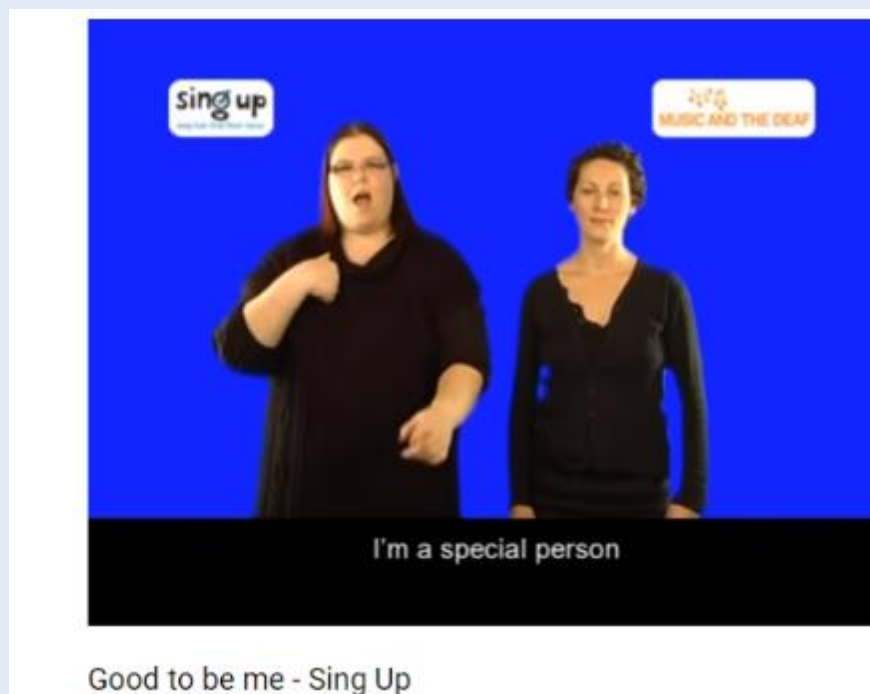 sing up
MUSIC AND THE DEAF
I'm a special person
Good to be me - Sing Up